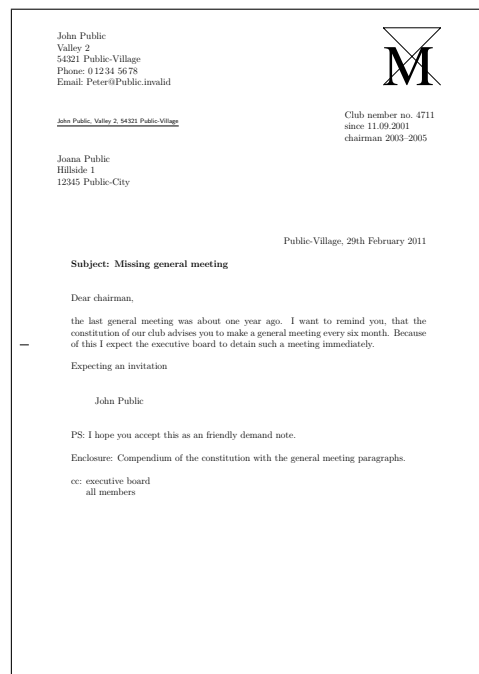 John Public
Valley 2
54321 Public-Village
Phone: 0 12 34 56 78
Email: Peter@Public.invalid
M
John Public, Valley 2, 54321 Public-Village
Club nember no. 4711
since 11.09.2001
chairman 2003–2005
Joana Public
Hillside 1
12345 Public-City
Public-Village, 29th February 2011
Subject: Missing general meeting
Dear chairman,
the last general meeting was about one year ago. I want to remind you, that the
constitution of our club advises you to make a general meeting every six month. Because
of this I expect the executive board to detain such a meeting immediately.
Expecting an invitation
John Public
PS: I hope you accept this as an friendly demand note.
Enclosure: Compendium of the constitution with the general meeting paragraphs.
cc: executive board
all members